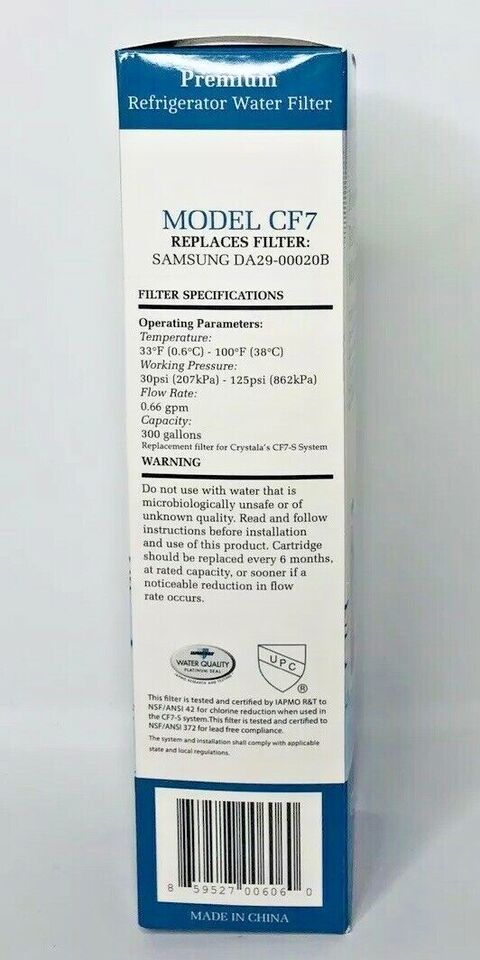 Premium
Refrigerator Water Filter
MODEL CF7
REPLACES FILTER:
SAMSUNG DA29-00020B
FILTER SPECIFICATIONS
Operating Parameters:
Temperature:
33°F (0.6°C) - 100°F (38°C)
Working Pressure:
30psi (207kPa) - 125psi (862kPa)
Flow Rate:
0.66 gpm
Capacity:
300 gallons
Replacement filter for Crystala's CF7-S System
WARNING
Do not use with water that is
microbiologically unsafe or of
unknown quality. Read and follow
instructions before installation
and use of this product. Cartridge
should be replaced every 6 months,
at rated capacity, or sooner if a
noticeable reduction in flow
rate occurs.
WATER QUALITY
PLATINUM SEAL
UPC
®
This filter is tested and certified by IAPMO R&T to
NSF/ANSI 42 for chlorine reduction when used in
the CF7-S system.This filter is tested and certified to
NSF/ANSI 372 for lead free compliance.
The system and installation shall comply with applicable
state and local regulations.
8 59527 00606 0
MADE IN CHINA